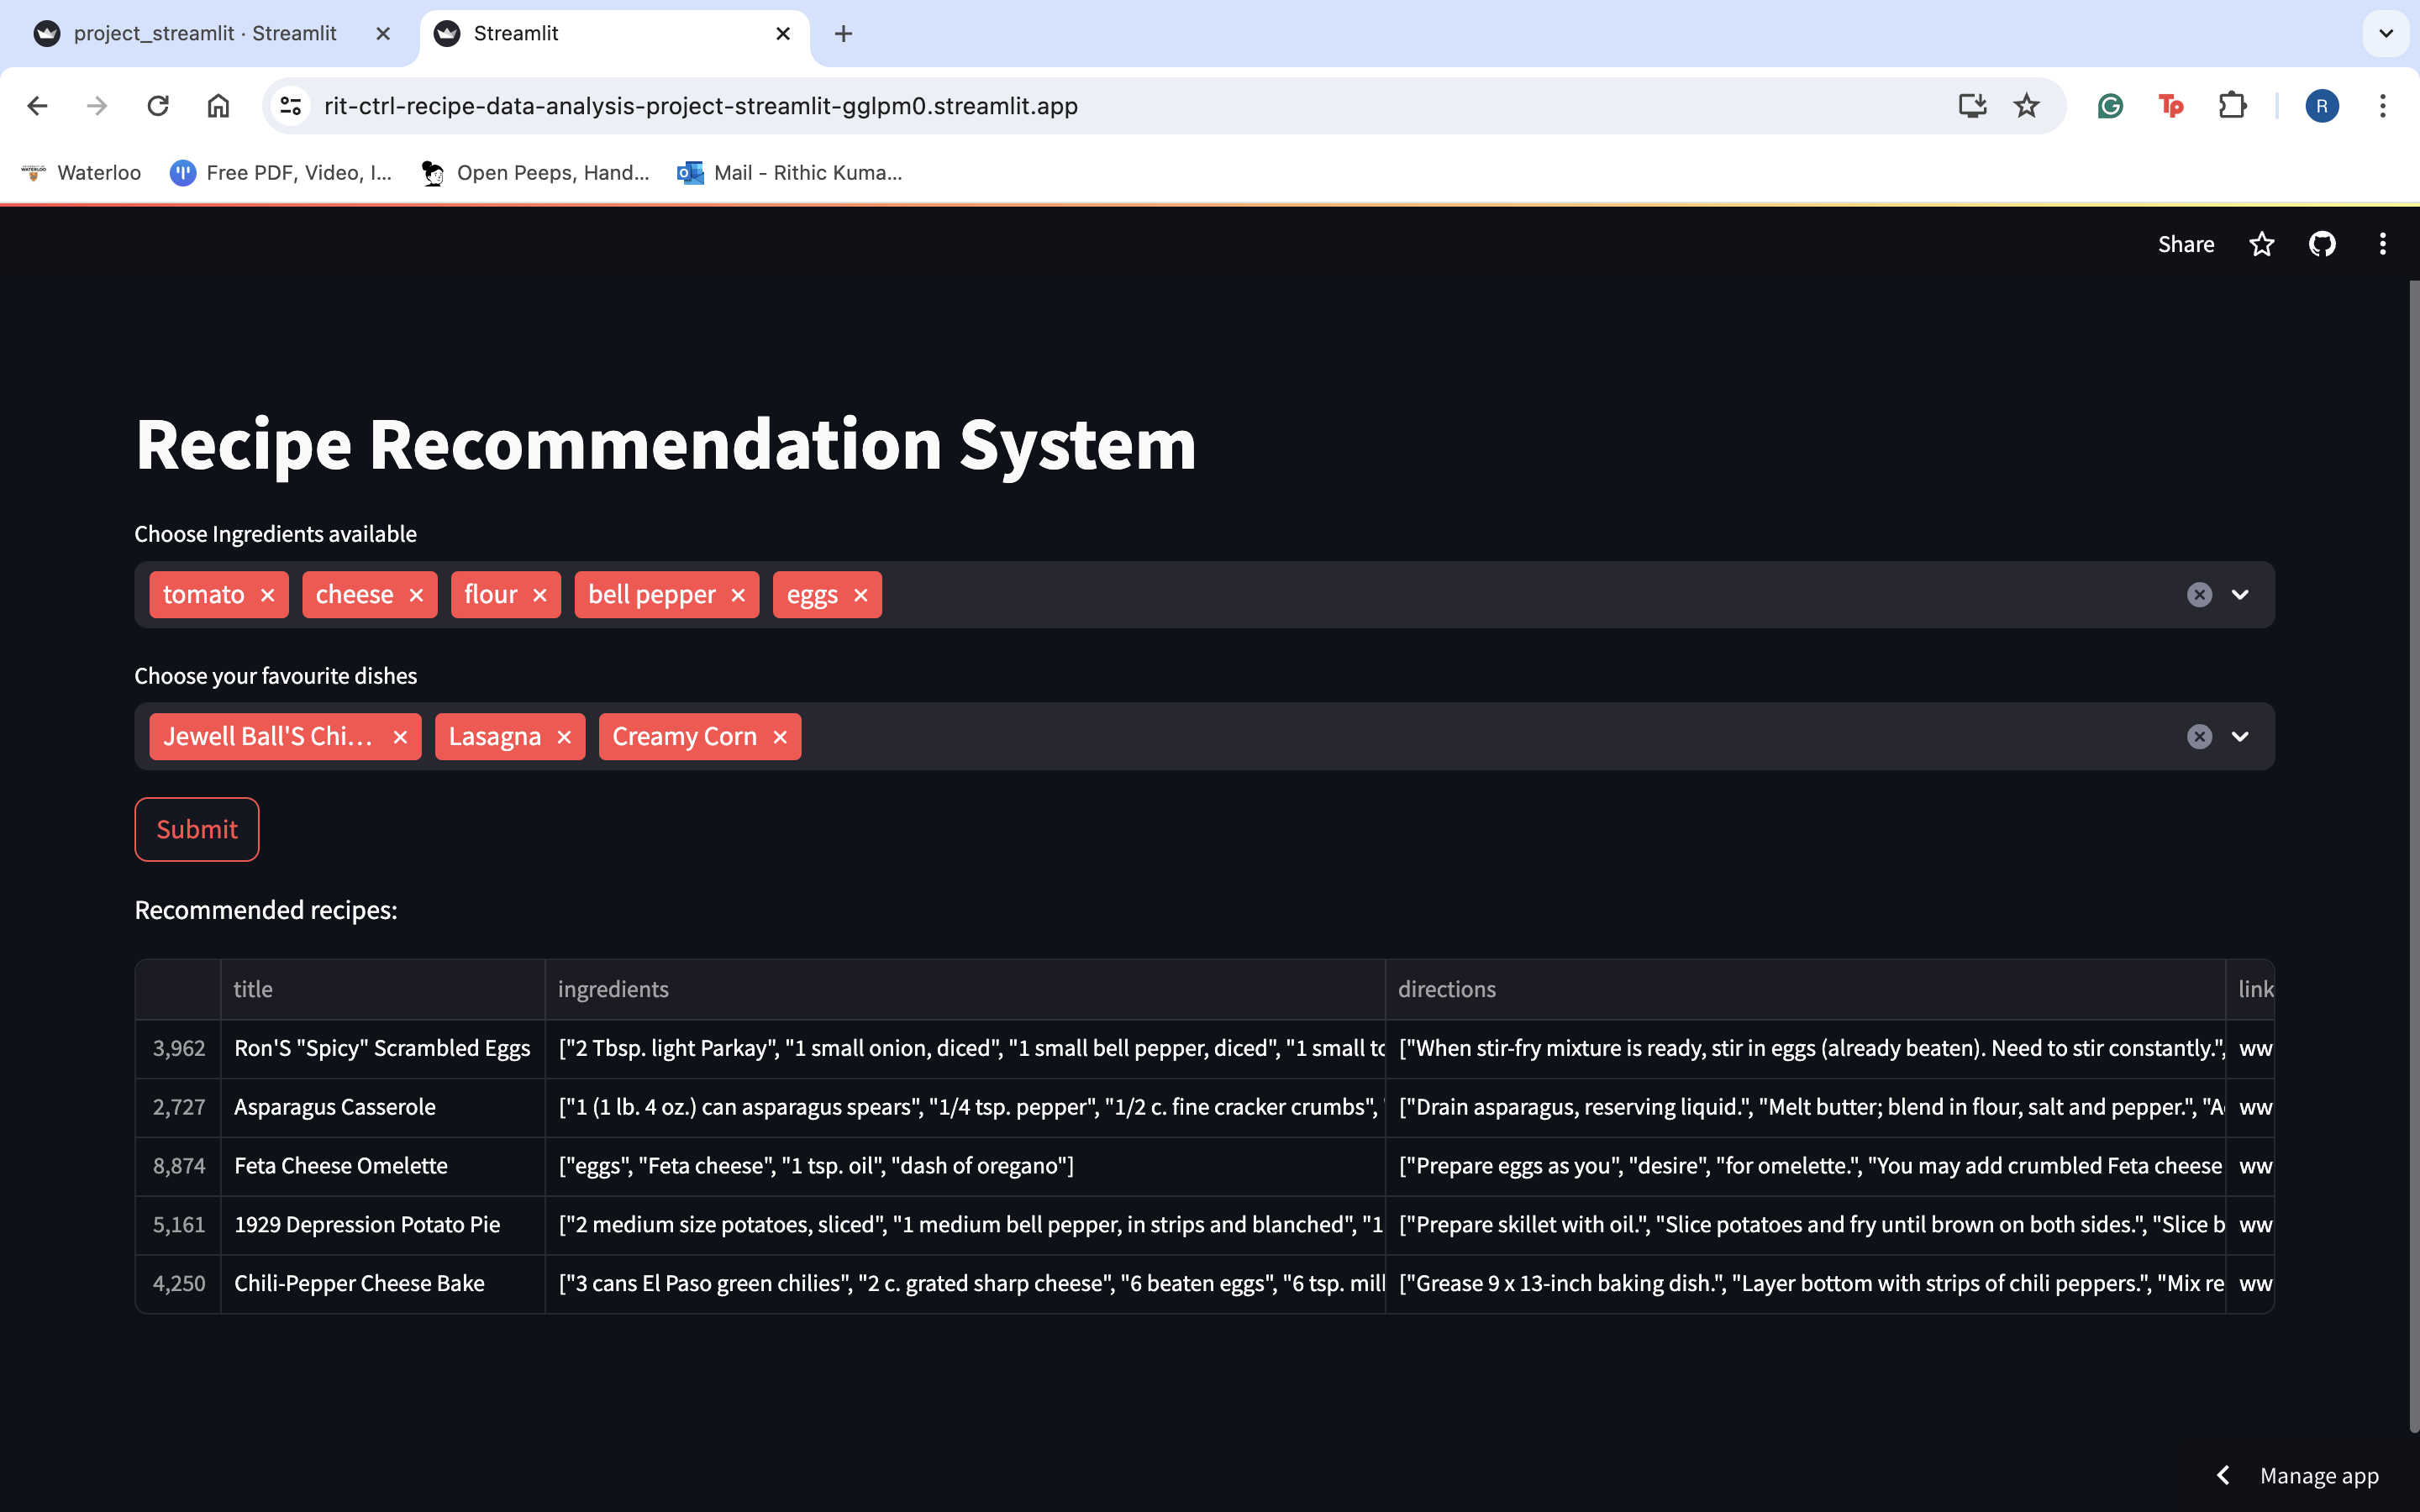 project_streamlit · Streamlit
Streamlit
rit-ctrl-recipe-data-analysis-project-streamlit-gglpm0.streamlit.app
Tp
R
Waterloo
Free PDF, Video, I...
Open Peeps, Hand...
Mail - Rithic Kuma...
Share
Recipe Recommendation System
Choose Ingredients available
tomato
cheese
flour
bell pepper
eggs
Choose your favourite dishes
Jewell Ball'S Chi...
Lasagna
Creamy Corn
Submit
Recommended recipes:
title ingredients directions link
3,962 Ron'S "Spicy" Scrambled Eggs ["2 Tbsp. light Parkay", "1 small onion, diced", "1 small bell pepper, diced", "1 small to ["When stir-fry mixture is ready, stir in eggs (already beaten). Need to stir constantly.", ww
2,727 Asparagus Casserole ["1 (1 lb. 4 oz.) can asparagus spears", "1/4 tsp. pepper", "1/2 c. fine cracker crumbs", ["Drain asparagus, reserving liquid.", "Melt butter; blend in flour, salt and pepper.", "A ww
8,874 Feta Cheese Omelette ["eggs", "Feta cheese", "1 tsp. oil", "dash of oregano"] ["Prepare eggs as you", "desire", "for omelette.", "You may add crumbled Feta cheese ww
5,161 1929 Depression Potato Pie ["2 medium size potatoes, sliced", "1 medium bell pepper, in strips and blanched", "1 ["Prepare skillet with oil.", "Slice potatoes and fry until brown on both sides.", "Slice b ww
4,250 Chili-Pepper Cheese Bake ["3 cans El Paso green chilies", "2 c. grated sharp cheese", "6 beaten eggs", "6 tsp. mill ["Grease 9 x 13-inch baking dish.", "Layer bottom with strips of chili peppers.", "Mix re ww
Manage app